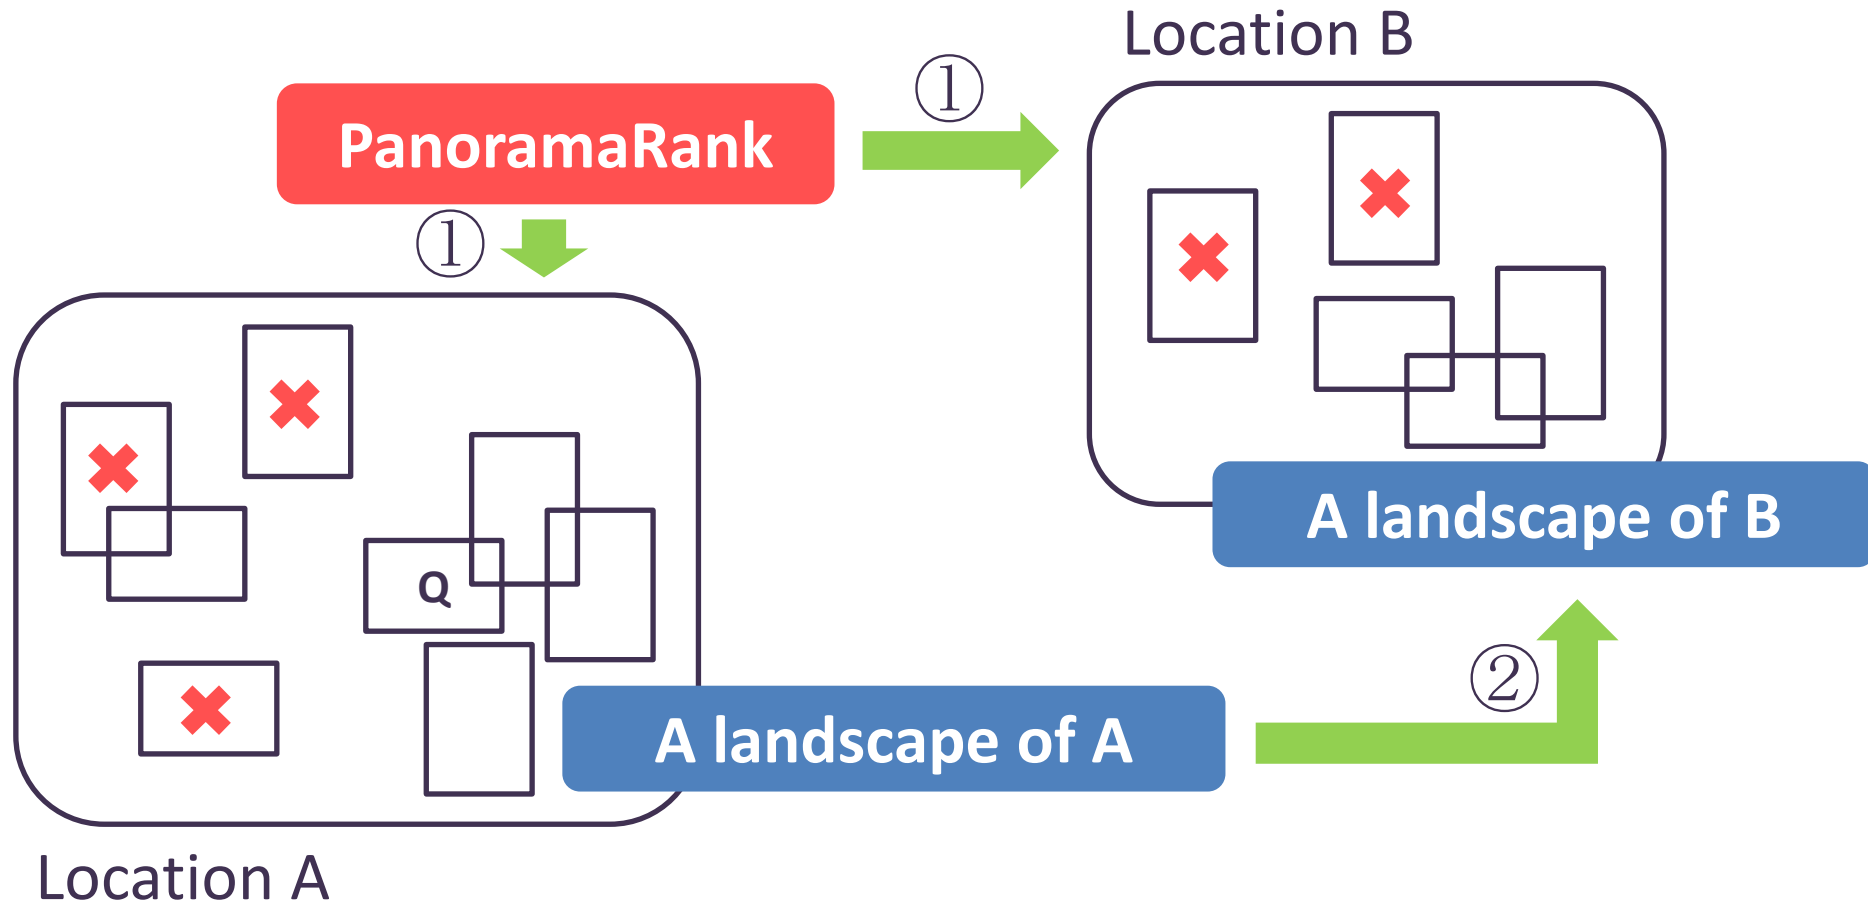 Location B
①
PanoramaRank
①
Q
A landscape of B
②
A landscape of A
Location A